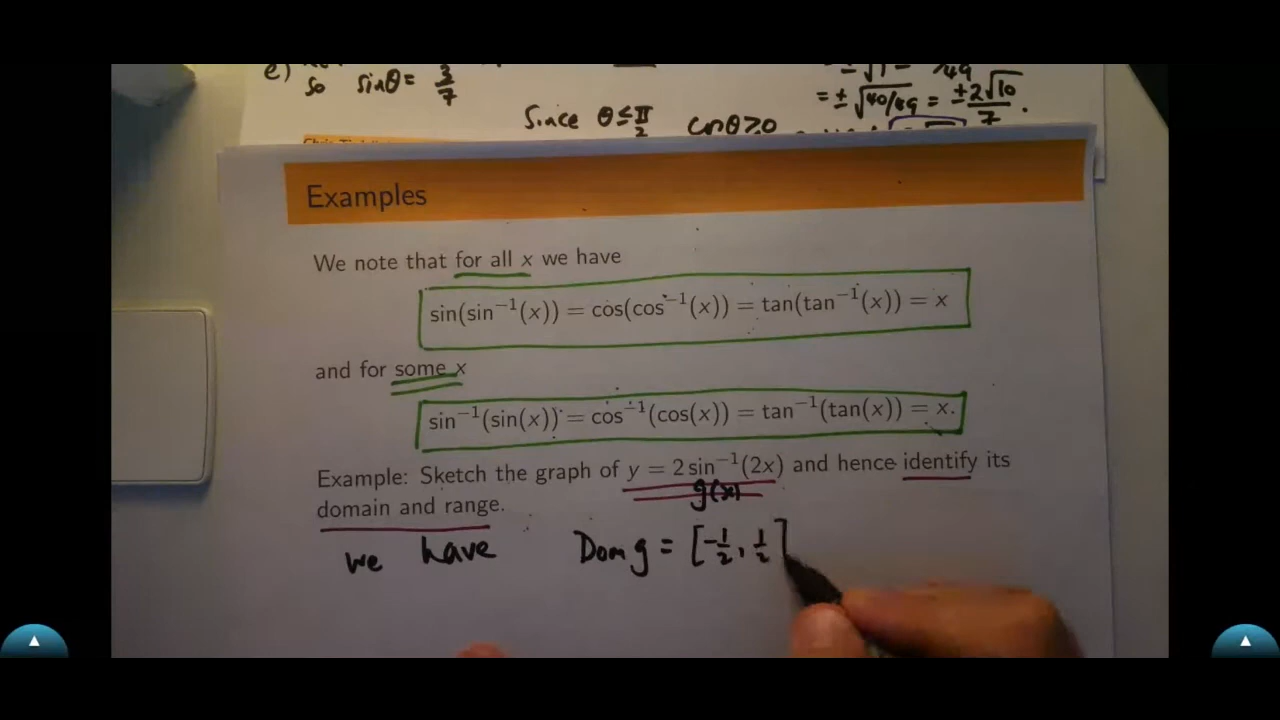 e)
so sinθ = 3/7
Since θ ≤ π/2 cosθ ≥ 0
= ± √(40/49) = ±2√10/7.
Examples
We note that for all x we have
sin(sin⁻¹(x)) = cos(cos⁻¹(x)) = tan(tan⁻¹(x)) = x
and for some x
sin⁻¹(sin(x)) = cos⁻¹(cos(x)) = tan⁻¹(tan(x)) = x.
Example: Sketch the graph of y = 2 sin⁻¹(2x) and hence identify its
g(x)
domain and range.
we have Dom g = [-1/2, 1/2]